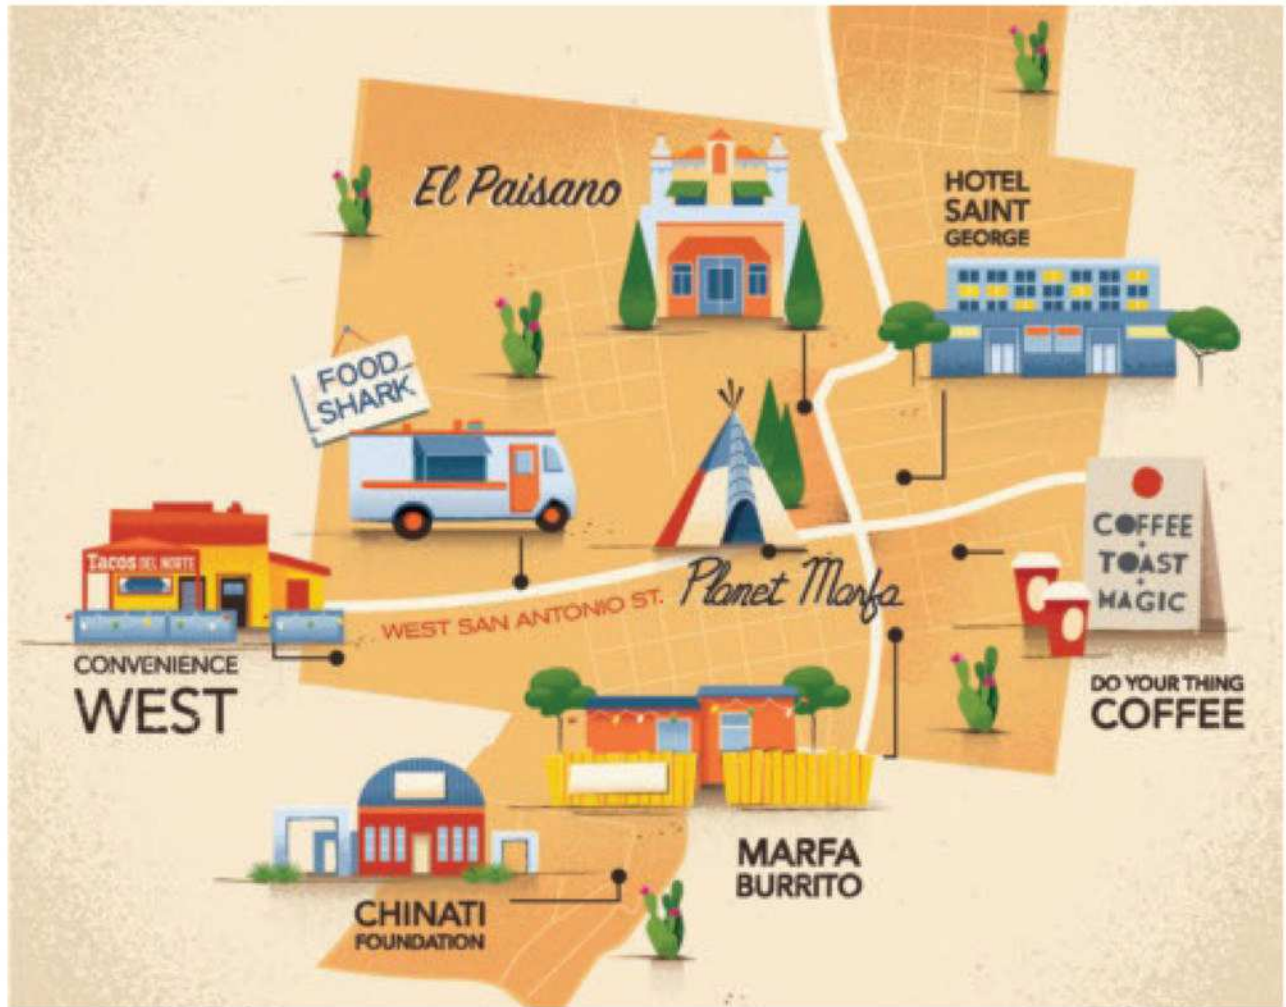 El Paisano
HOTEL
SAINT
GEORGE
FOOD
SHARK
COFFEE
TOAST
MAGIC
Tacos DEL NORTE
Planet Marfa
WEST SAN ANTONIO ST.
CONVENIENCE
WEST
DO YOUR THING
COFFEE
MARFA
BURRITO
CHINATI
FOUNDATION